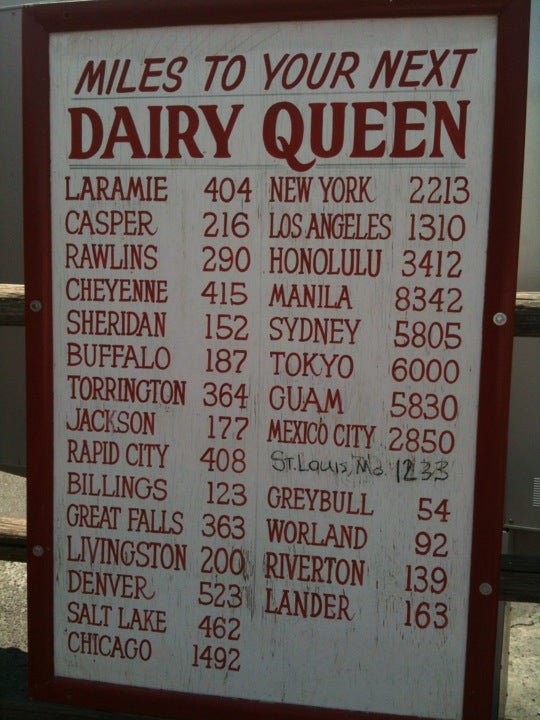 MILES TO YOUR NEXT
DAIRY QUEEN
LARAMIE 404
CASPER 216
RAWLINS 290
CHEYENNE 415
SHERIDAN 152
BUFFALO 187
TORRINGTON 364
JACKSON 177
RAPID CITY 408
BILLINGS 123
GREAT FALLS 363
LIVINGSTON 200
DENVER 523
SALT LAKE 462
CHICAGO 1492
NEW YORK 2213
LOS ANGELES 1310
HONOLULU 3412
MANILA 8342
SYDNEY 5805
TOKYO 6000
GUAM 5830
MEXICO CITY 2850
St. Louis, Mo. 1233
GREYBULL 54
WORLAND 92
RIVERTON 139
LANDER 163